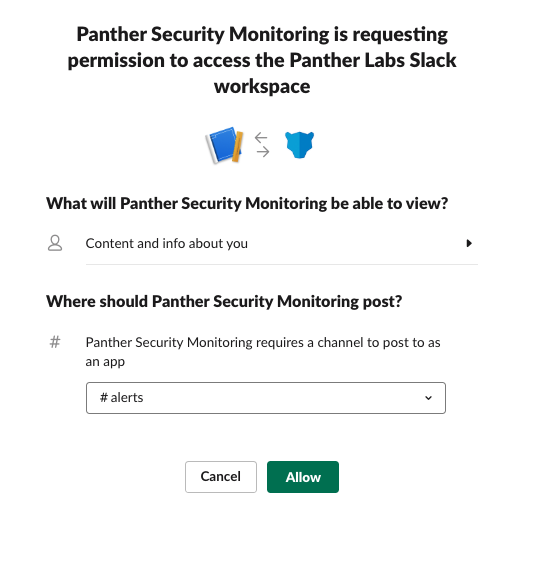 Panther Security Monitoring is requesting
permission to access the Panther Labs Slack
workspace
What will Panther Security Monitoring be able to view?
Content and info about you
Where should Panther Security Monitoring post?
# Panther Security Monitoring requires a channel to post to as
an app
# alerts
Cancel Allow